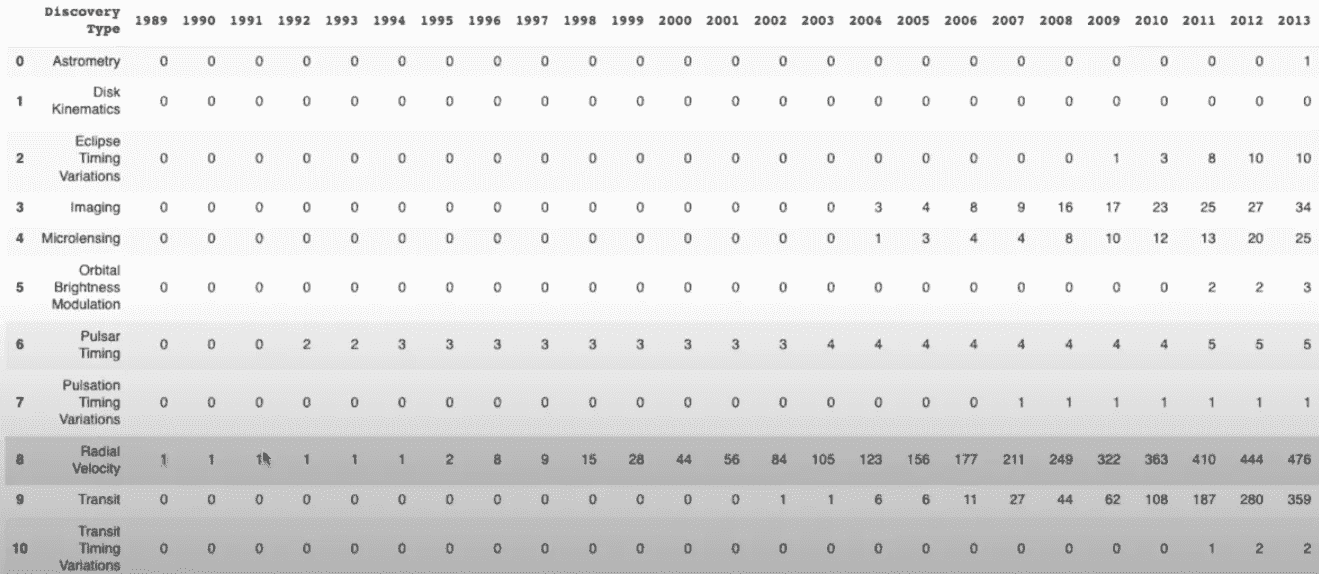 Discovery Type 1989 1990 1991 1992 1993 1994 1995 1996 1997 1998 1999 2000 2001 2002 2003 2004 2005 2006 2007 2008 2009 2010 2011 2012 2013
0 Astrometry 0 0 0 0 0 0 0 0 0 0 0 0 0 0 0 0 0 0 0 0 0 0 0 0 1
1 Disk Kinematics 0 0 0 0 0 0 0 0 0 0 0 0 0 0 0 0 0 0 0 0 0 0 0 0 0
2 Eclipse Timing Variations 0 0 0 0 0 0 0 0 0 0 0 0 0 0 0 0 0 0 0 0 1 3 8 10 10
3 Imaging 0 0 0 0 0 0 0 0 0 0 0 0 0 0 0 3 4 8 9 16 17 23 25 27 34
4 Microlensing 0 0 0 0 0 0 0 0 0 0 0 0 0 0 0 1 3 4 4 8 10 12 13 20 25
5 Orbital Brightness Modulation 0 0 0 0 0 0 0 0 0 0 0 0 0 0 0 0 0 0 0 0 0 0 2 2 3
6 Pulsar Timing 0 0 0 2 2 3 3 3 3 3 3 3 3 3 4 4 4 4 4 4 4 4 5 5 5
7 Pulsation Timing Variations 0 0 0 0 0 0 0 0 0 0 0 0 0 0 0 0 0 0 1 1 1 1 1 1 1
8 Radial Velocity 1 1 1 1 1 1 2 8 9 15 28 44 56 84 105 123 156 177 211 249 322 363 410 444 476
9 Transit 0 0 0 0 0 0 0 0 0 0 0 0 0 1 1 6 6 11 27 44 62 108 187 280 359
10 Transit Timing Variations 0 0 0 0 0 0 0 0 0 0 0 0 0 0 0 0 0 0 0 0 0 0 1 2 2